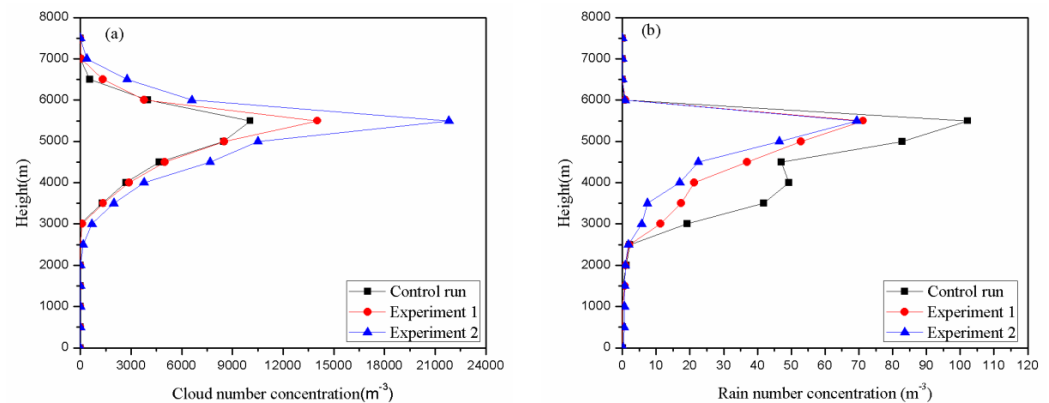 (a)
8000
7000
6000
5000
4000
3000
2000
1000
0
Height(m)
0 3000 6000 9000 12000 15000 18000 21000 24000
Cloud number concentration(m⁻³)
Control run
Experiment 1
Experiment 2
(b)
8000
7000
6000
5000
4000
3000
2000
1000
0
Height(m)
0 10 20 30 40 50 60 70 80 90 100 110 120
Rain number concentration (m⁻³)
Control run
Experiment 1
Experiment 2